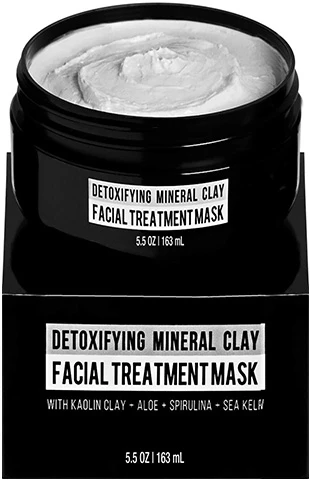 DETOXIFYING MINERAL CLAY
FACIAL TREATMENT MASK
5.5 OZ | 163 mL
DETOXIFYING MINERAL CLAY
FACIAL TREATMENT MASK
WITH KAOLIN CLAY + ALOE + SPIRULINA + SEA KELP
5.5 OZ | 163 mL